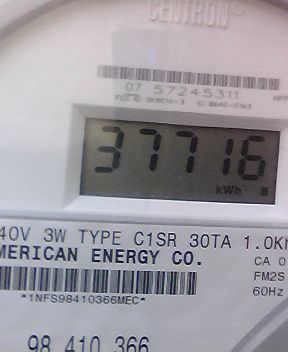 CENTRON®
07 57245311
37716
kWh
40V 3W TYPE C1SR 30TA 1.0Kh
MERICAN ENERGY CO.
CA 0
FM2S
60Hz
*1NFS98410366MEC*
98 410 366